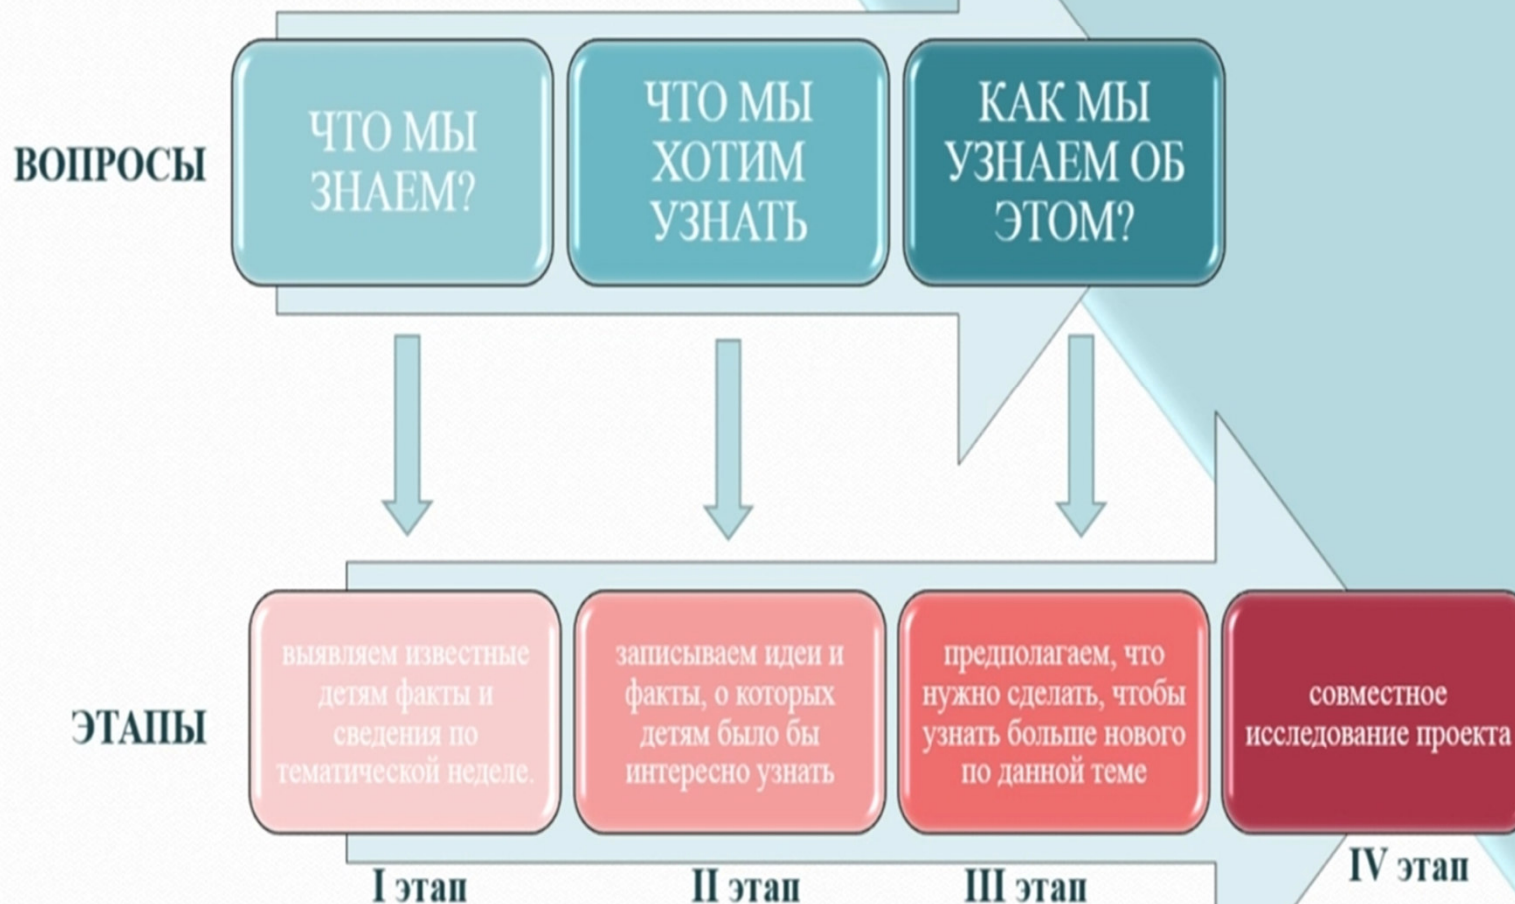 ВОПРОСЫ
ЧТО МЫ
ЗНАЕМ?
ЧТО МЫ
ХОТИМ
УЗНАТЬ
КАК МЫ
УЗНАЕМ ОБ
ЭТОМ?
ЭТАПЫ
выявляем известные
детям факты и
сведения по
тематической неделе.
записываем идеи и
факты, о которых
детям было бы
интересно узнать
предполагаем, что
нужно сделать, чтобы
узнать больше нового
по данной теме
совместное
исследование проекта
I этап
II этап
III этап
IV этап